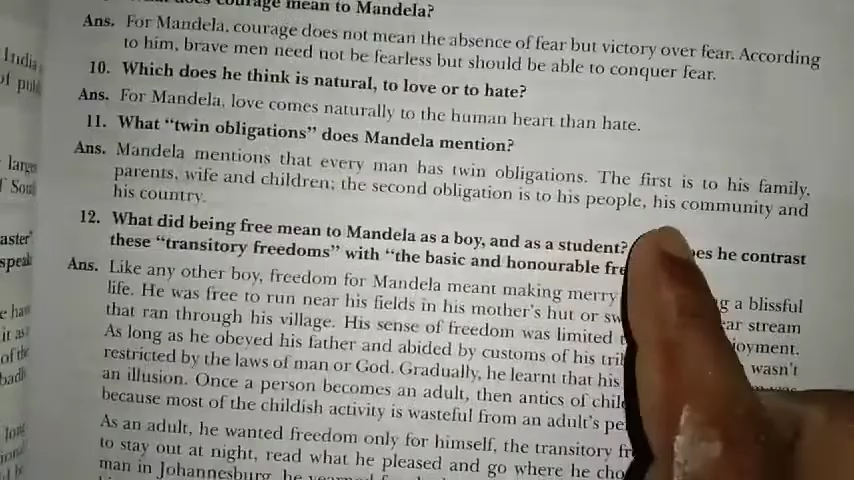 courage mean to Mandela?
Ans. For Mandela, courage does not mean the absence of fear but victory over fear. According
to him, brave men need not be fearless but should be able to conquer fear.
10. Which does he think is natural, to love or to hate?
Ans. For Mandela, love comes naturally to the human heart than hate.
11. What “twin obligations” does Mandela mention?
Ans. Mandela mentions that every man has twin obligations. The first is to his family,
parents, wife and children; the second obligation is to his people, his community and
his country.
12. What did being free mean to Mandela as a boy, and as a student? he contrast
these “transitory freedoms” with “the basic and honourable
Ans. Like any other boy, freedom for Mandela meant making merry a blissful
life. He was free to run near his fields in his mother's hut or stream
that ran through his village. His sense of freedom was limited
As long as he obeyed his father and abided by customs of his wasn't
restricted by the laws of man or God. Gradually, he learnt that his
an illusion. Once a person becomes an adult, then antics of
because most of the childish activity is wasteful from an adult's
As an adult, he wanted freedom only for himself, the transitory
to stay out at night, read what he pleased and go where he
man in Johannesburg, he